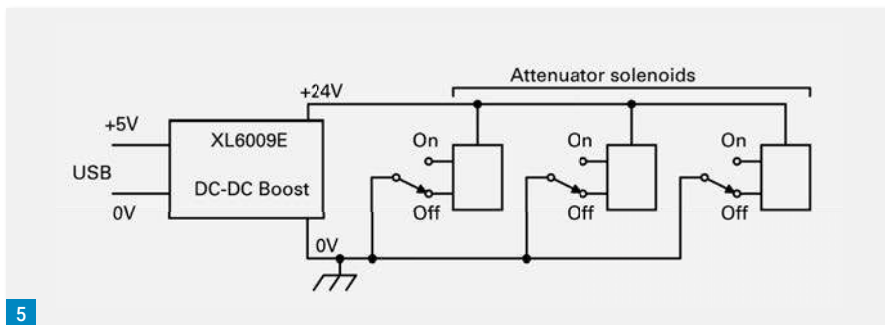 Attenuator solenoids
+24V
+5V
XL6009E
On
On
On
USB
DC-DC Boost
0V
Off
Off
Off
0V
5